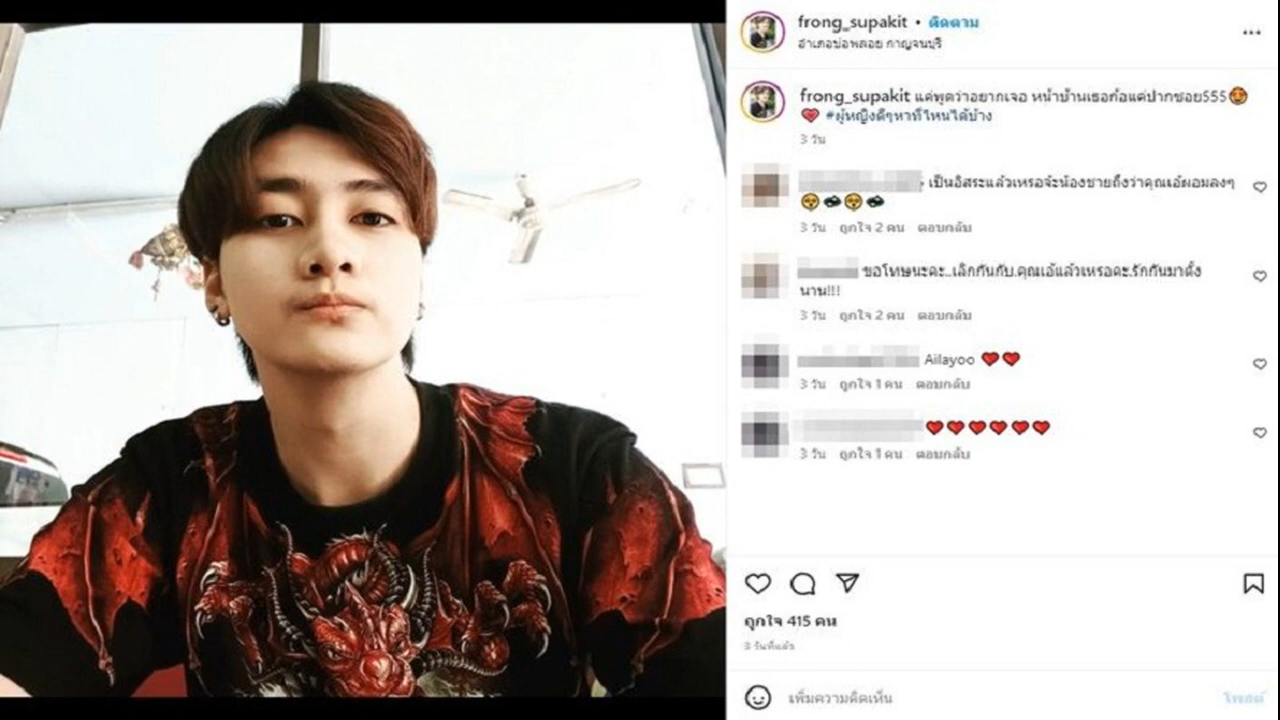 frong_supakit • ติดตาม
อำเภอบ่อพลอย กาญจนบุรี
frong_supakit แค่พูดว่าอยากเจอ หน้าบ้านเธอก้อแค่ปากซอย555😍
❤️ #ผู้หญิงดีๆหาที่ไหนได้บ้าง
3 วัน
เป็นอิสระแล้วเหรอจ๊ะน้องชายถึงว่าคุณเอ้ผอมลงๆ
3 วัน ถูกใจ 2 คน ตอบกลับ
ขอโทษนะคะ..เลิกกันกับ.คุณเอ้แล้วเหรอคะ.รักกันมาตั้ง
นาน!!!
3 วัน ถูกใจ 2 คน ตอบกลับ
Ailayoo ❤️❤️
3 วัน ถูกใจ 1 คน ตอบกลับ
❤️❤️❤️❤️❤️❤️
3 วัน ถูกใจ 1 คน ตอบกลับ
ถูกใจ 415 คน
3 วันที่แล้ว
เพิ่มความคิดเห็น โพสต์